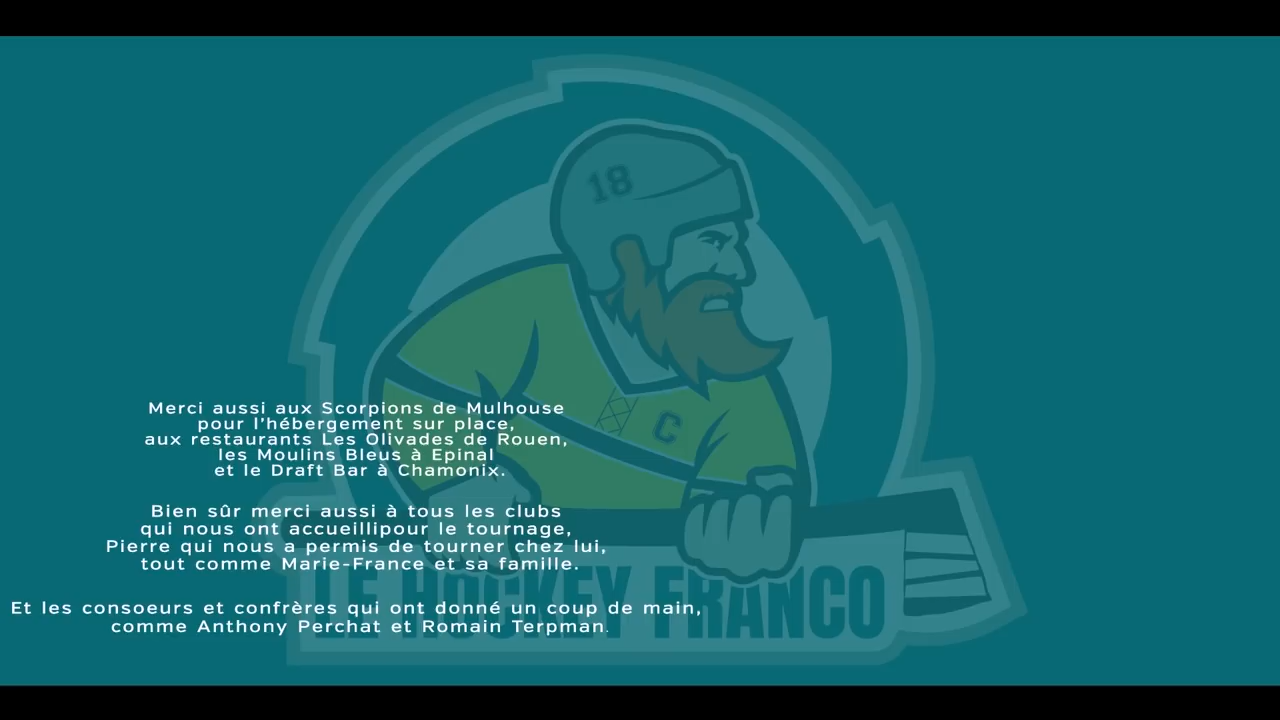 18
C
Merci aussi aux Scorpions de Mulhouse
pour l'hébergement sur place,
aux restaurants Les Olivades de Rouen,
les Moulins Bleus à Epinal
et le Draft Bar à Chamonix.
Bien sûr merci aussi à tous les clubs
qui nous ont accueillipour le tournage,
Pierre qui nous a permis de tourner chez lui,
tout comme Marie-France et sa famille.
Et les consoeurs et confrères qui ont donné un coup de main,
comme Anthony Perchat et Romain Terpman.
LE HOCKEY FRANCO